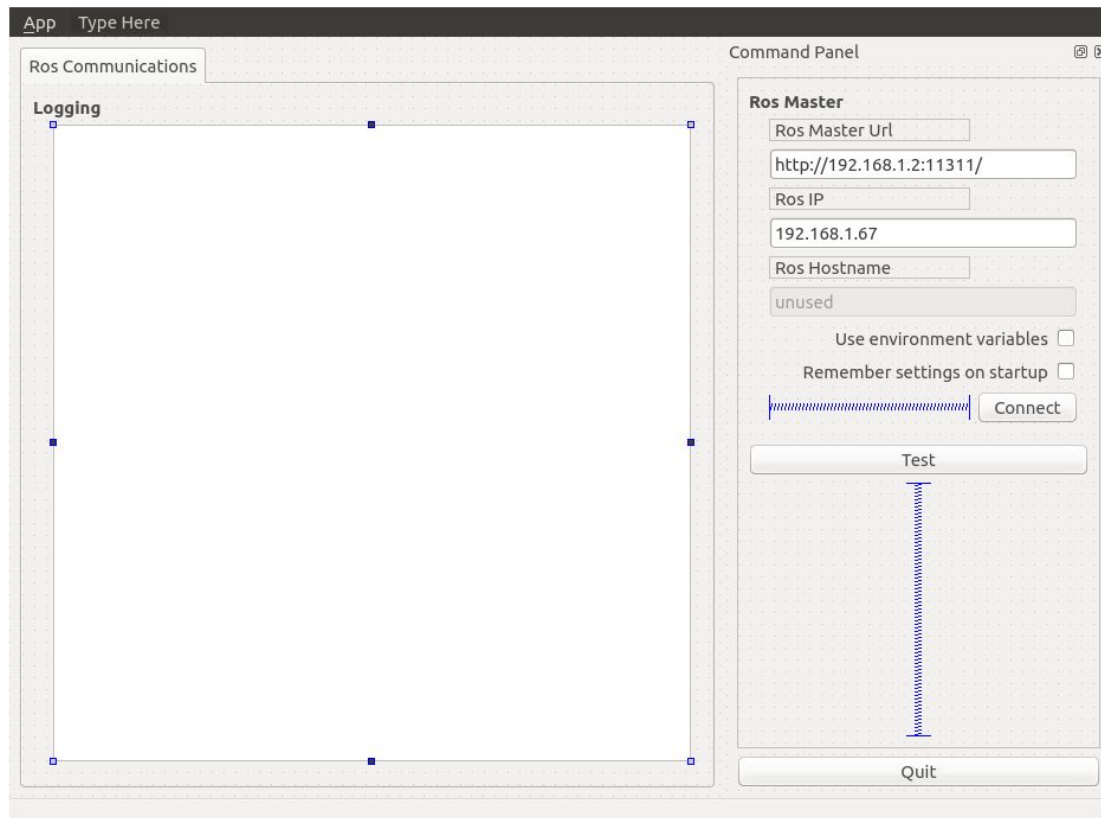 App Type Here
Ros Communications
Logging
Command Panel
Ros Master
Ros Master Url
http://192.168.1.2:11311/
Ros IP
192.168.1.67
Ros Hostname
unused
Use environment variables
Remember settings on startup
Connect
Test
Quit